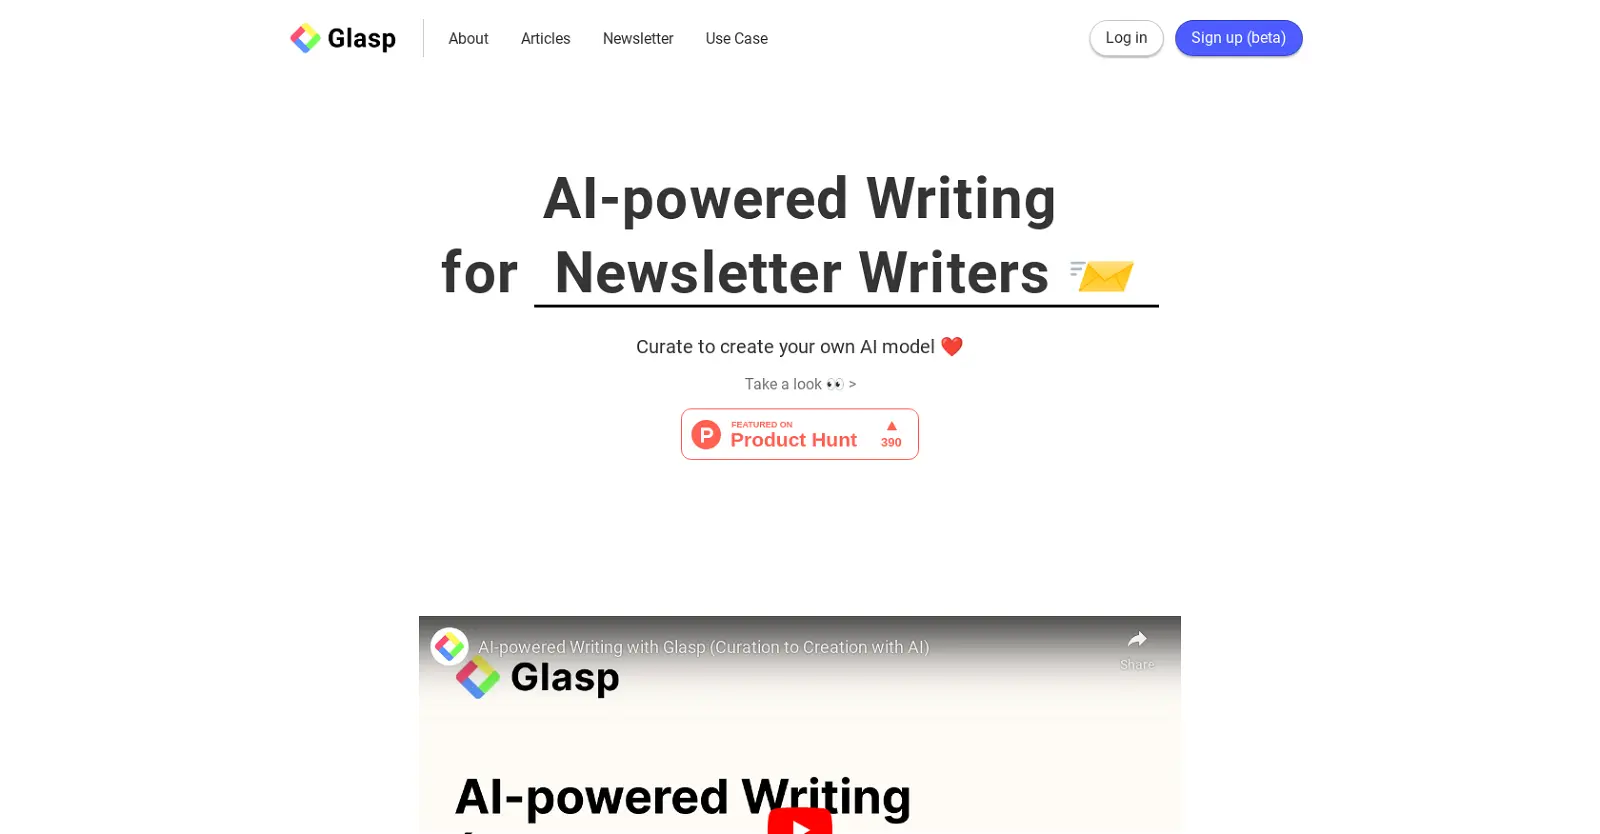 Glasp
About
Articles
Newsletter
Use Case
Log in
Sign up (beta)
AI-powered Writing
for Newsletter Writers
Curate to create your own AI model ❤️
Take a look 👀 >
P
FEATURED ON
Product Hunt
▲
390
AI-powered Writing with Glasp (Curation to Creation with AI)
Share
Glasp
AI-powered Writing